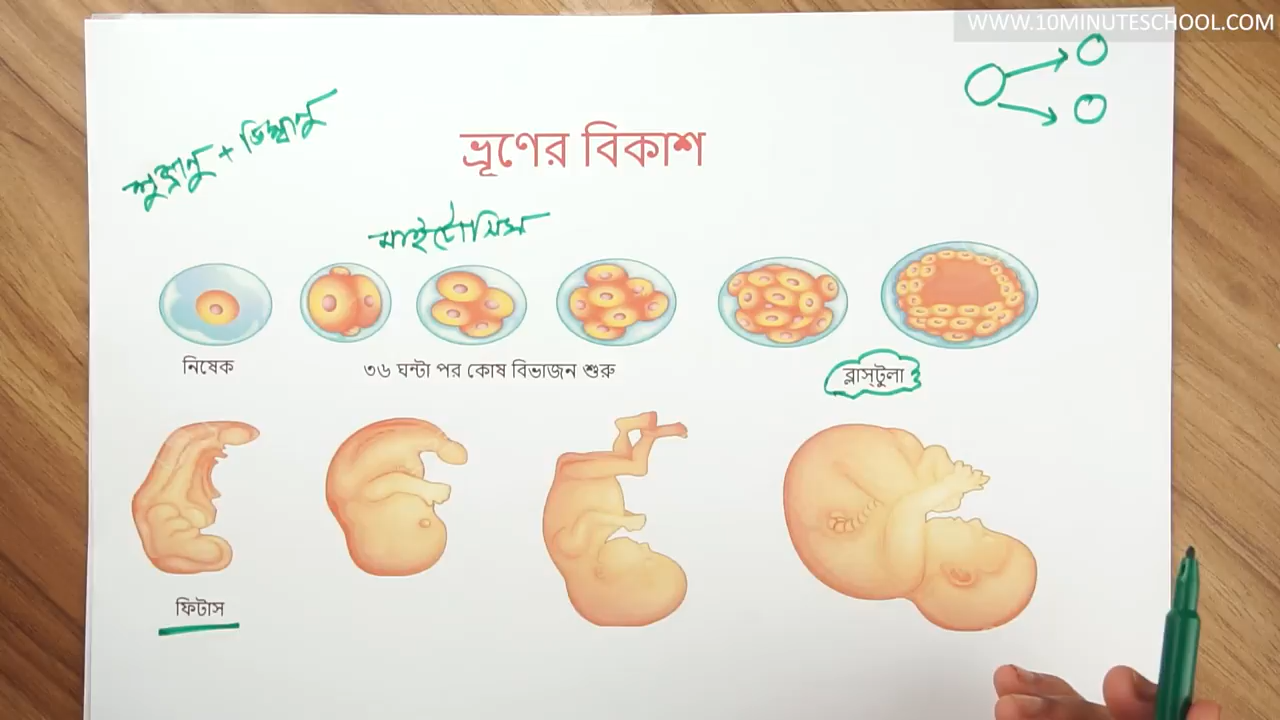 WWW.10MINUTESCHOOL.COM
শুক্রাণু + ডিম্বাণু
ভ্রূণের বিকাশ
মাইটোসিস
নিষেক
৩৬ ঘন্টা পর কোষ বিভাজন শুরু
ব্লাস্টুলা
ফিটাস